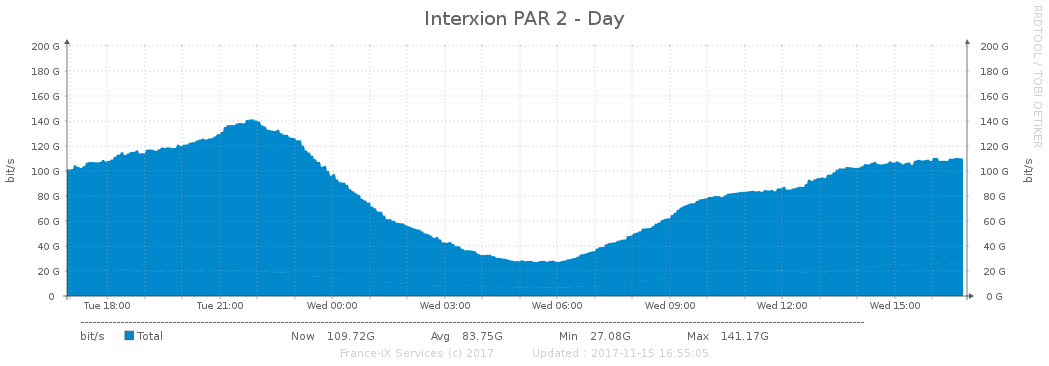 Interxion PAR 2 - Day
RRDTOOL / TOBI OETIKER
200 G 200 G
180 G 180 G
160 G 160 G
140 G 140 G
120 G 120 G
100 G 100 G
80 G 80 G
60 G 60 G
40 G 40 G
20 G 20 G
0 0 G
bit/s
bit/s
Tue 18:00 Tue 21:00 Wed 00:00 Wed 03:00 Wed 06:00 Wed 09:00 Wed 12:00 Wed 15:00
bit/s Total Now 109.72G Avg 83.75G Min 27.08G Max 141.17G
France-IX Services (c) 2017 Updated : 2017-11-15 16:55:05